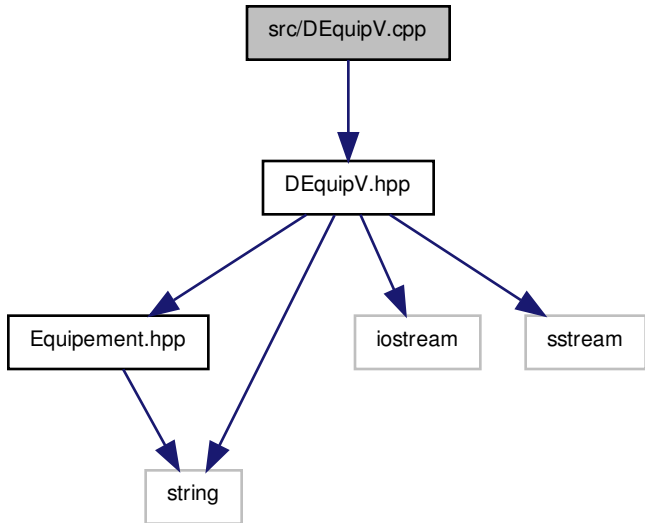 src/DEquipV.cpp
DEquipV.hpp
Equipement.hpp
iostream
sstream
string